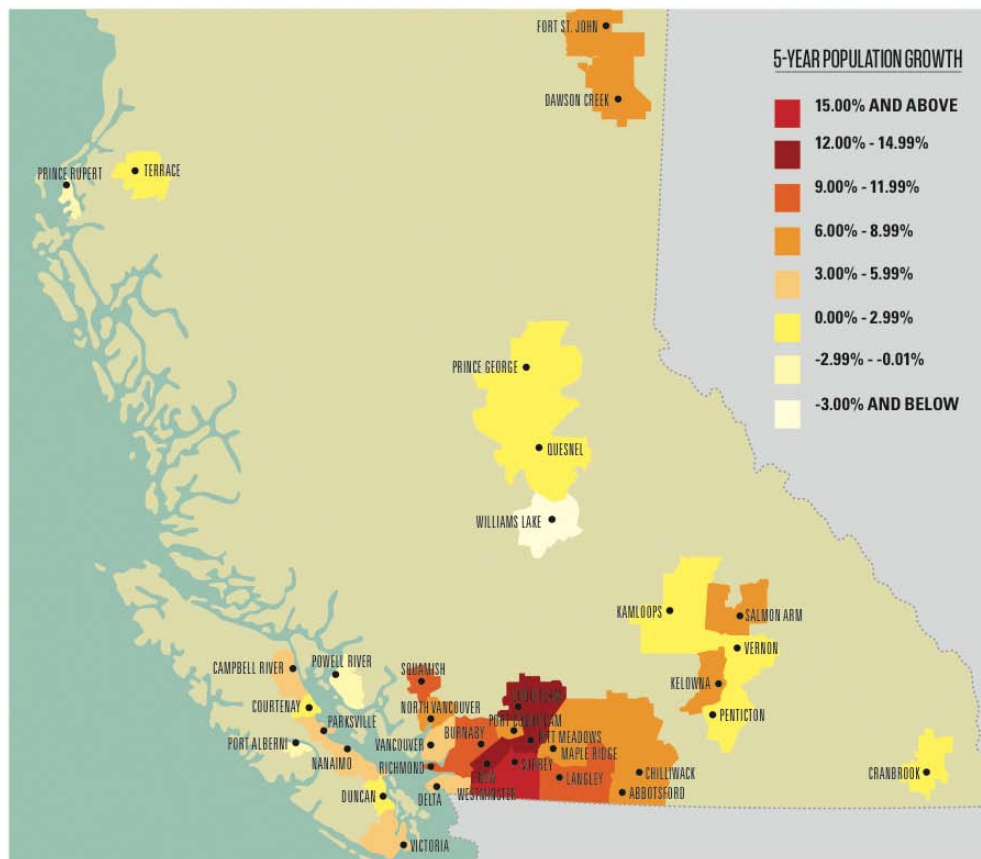 FORT ST. JOHN
5-YEAR POPULATION GROWTH
15.00% AND ABOVE
12.00% - 14.99%
9.00% - 11.99%
6.00% - 8.99%
3.00% - 5.99%
0.00% - 2.99%
-2.99% - -0.01%
-3.00% AND BELOW
DAWSON CREEK
PRINCE RUPERT
TERRACE
PRINCE GEORGE
QUESNEL
WILLIAMS LAKE
KAMLOOPS
SALMON ARM
VERNON
KELOWNA
PENTICTON
CRANBROOK
CAMPBELL RIVER
POWELL RIVER
SQUAMISH
COURTENAY
NORTH VANCOUVER
COQUITLAM
PARKSVILLE
PORT COQUITLAM
PORT ALBERNI
VANCOUVER
BURNABY
PITT MEADOWS
NANAIMO
MAPLE RIDGE
RICHMOND
SURREY
NEW
WESTMINSTER
LANGLEY
CHILLIWACK
DUNCAN
DELTA
ABBOTSFORD
VICTORIA